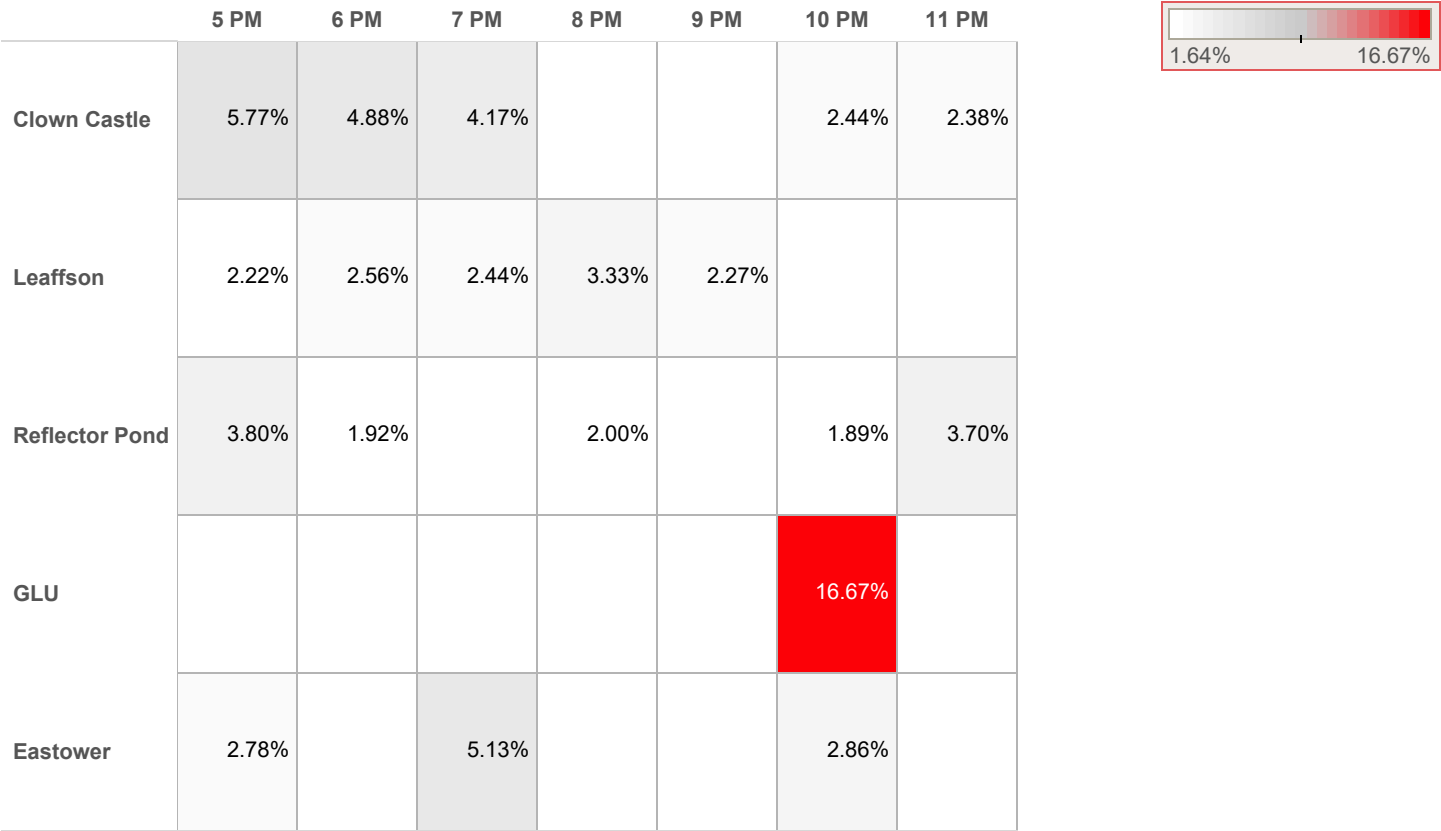 5 PM 6 PM 7 PM 8 PM 9 PM 10 PM 11 PM
1.64% 16.67%
Clown Castle 5.77% 4.88% 4.17% 2.44% 2.38%
Leaffson 2.22% 2.56% 2.44% 3.33% 2.27%
Reflector Pond 3.80% 1.92% 2.00% 1.89% 3.70%
GLU 16.67%
Eastower 2.78% 5.13% 2.86%